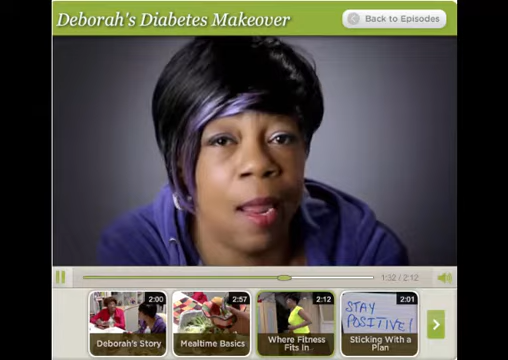 Deborah's Diabetes Makeover
Back to Episodes
1:32 / 2:12
2:00
2:57
2:12
2:01
STAY
POSITIVE!
Deborah's Story
Mealtime Basics
Where Fitness
Fits In
Sticking With a
Plan